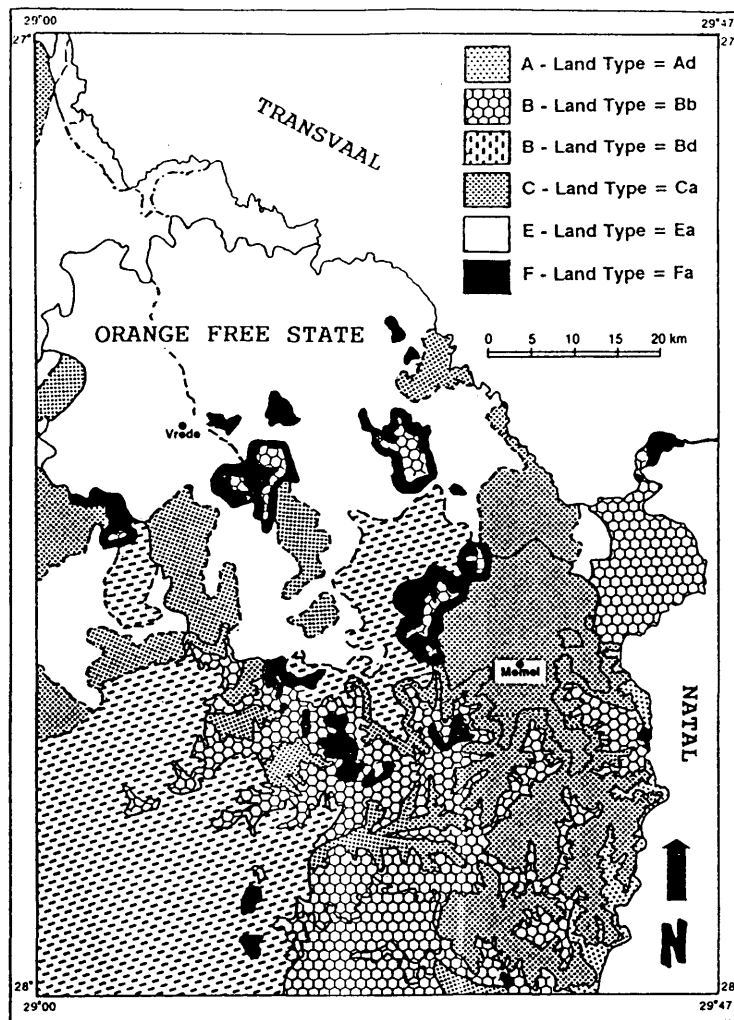 29°00
29°47
27°
27°
A - Land Type = Ad
B - Land Type = Bb
B - Land Type = Bd
C - Land Type = Ca
E - Land Type = Ea
F - Land Type = Fa
TRANSVAAL
ORANGE FREE STATE
0 5 10 15 20 km
Vrede
Memel
NATAL
N
28°
28°
29°00
29°47